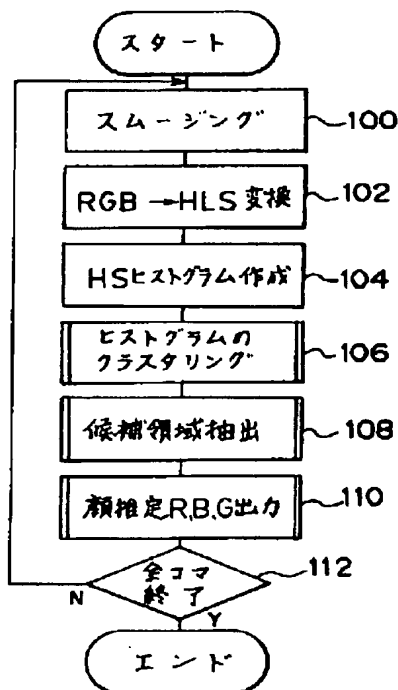 スタート
スムージング
100
RGB→HLS変換
102
HSヒストグラム作成
104
ヒストグラムの
クラスタリング
106
候補領域抽出
108
顔推定R,B,G出力
110
全コマ
終了
112
N
Y
エンド